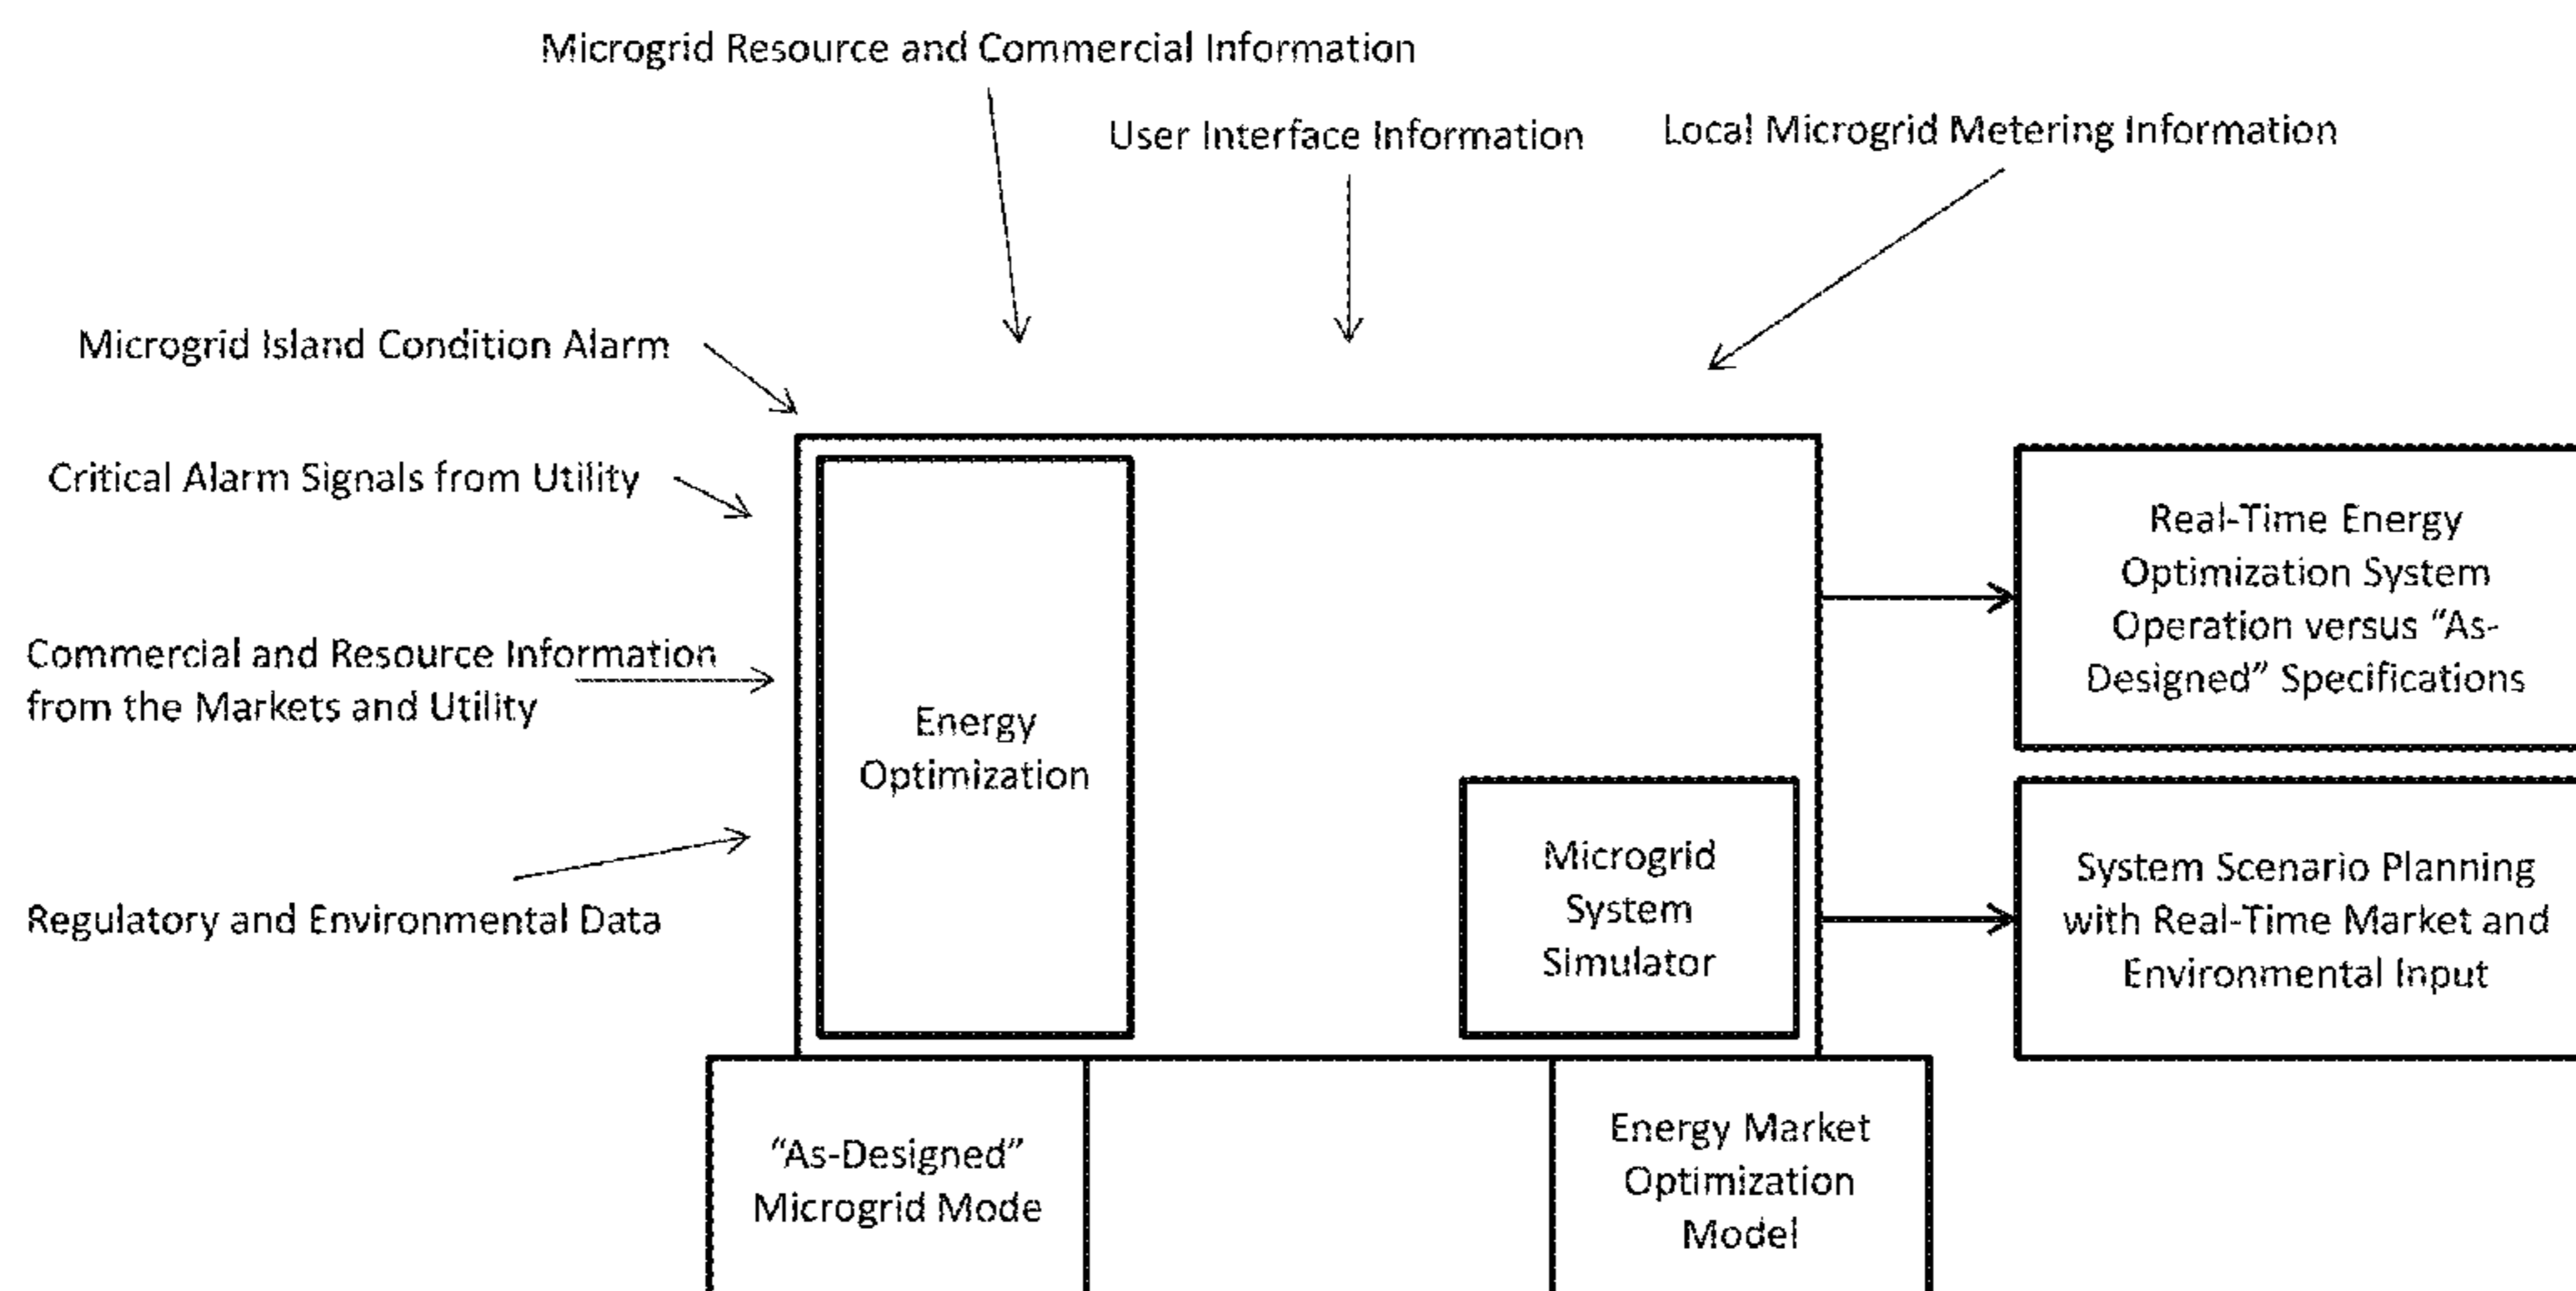 Microgrid Resource and Commercial Information
User Interface Information
Local Microgrid Metering Information
Microgrid Island Condition Alarm
Critical Alarm Signals from Utility
Commercial and Resource Information
from the Markets and Utility
Regulatory and Environmental Data
Energy
Optimization
Microgrid
System
Simulator
Real-Time Energy
Optimization System
Operation versus “As-
Designed” Specifications
System Scenario Planning
with Real-Time Market and
Environmental Input
“As-Designed”
Microgrid Mode
Energy Market
Optimization
Model